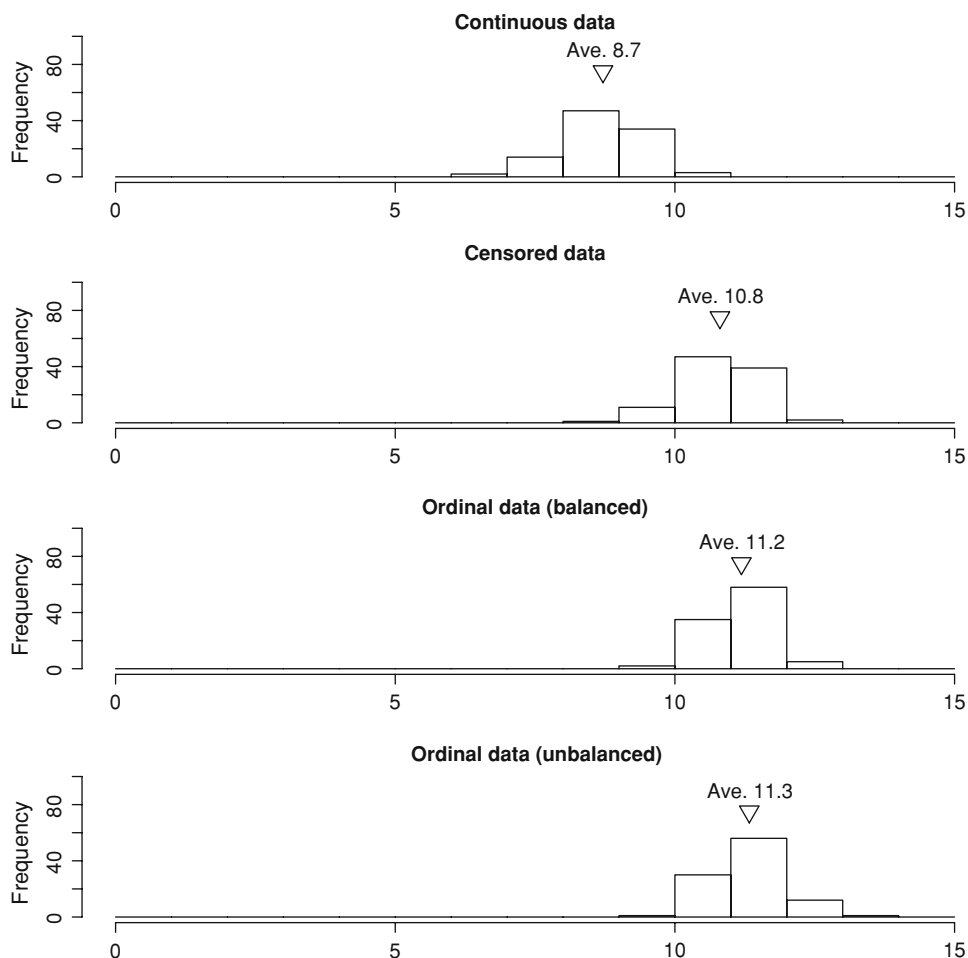 Continuous data
Ave. 8.7
Frequency
0 40 80
0 5 10 15
Censored data
Ave. 10.8
Frequency
0 40 80
0 5 10 15
Ordinal data (balanced)
Ave. 11.2
Frequency
0 40 80
0 5 10 15
Ordinal data (unbalanced)
Ave. 11.3
Frequency
0 40 80
0 5 10 15